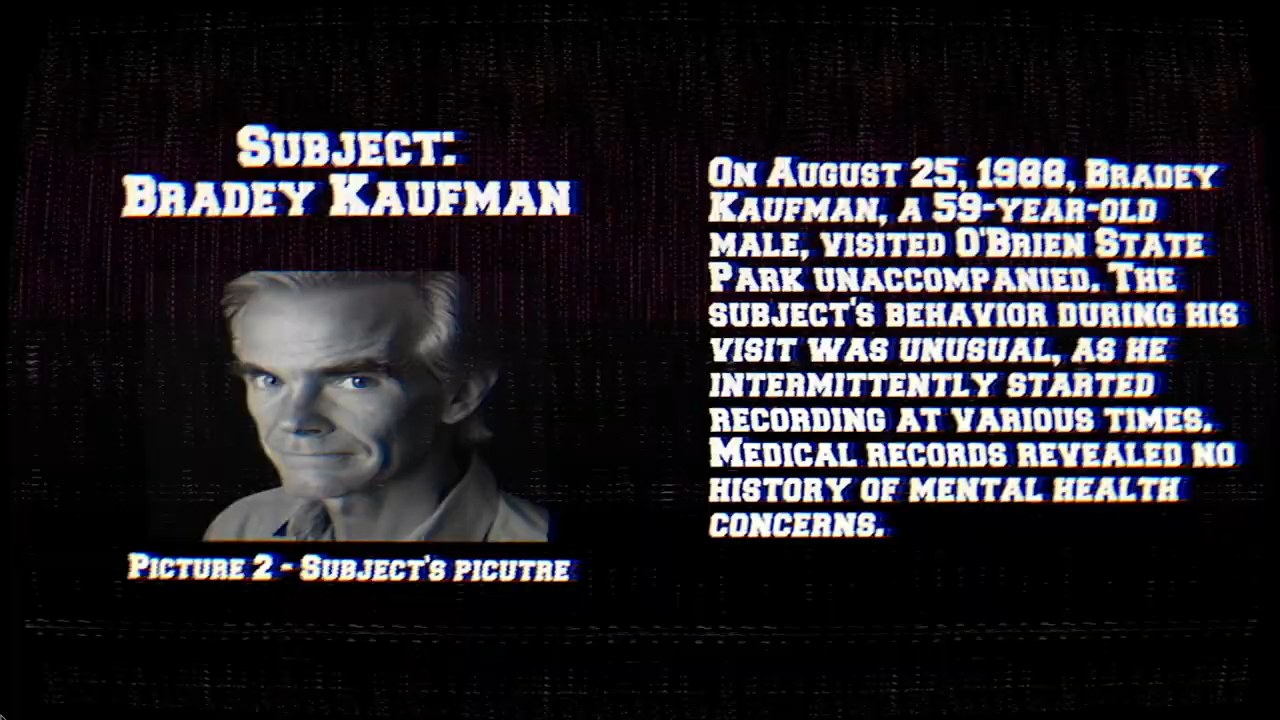 Subject:
Bradey Kaufman
Picture 2 - Subject's picutre
On August 25, 1988, Bradey
Kaufman, a 59-year-old
male, visited O'Brien State
Park unaccompanied. The
subject's behavior during his
visit was unusual, as he
intermittently started
recording at various times.
Medical records revealed no
history of mental health
concerns.